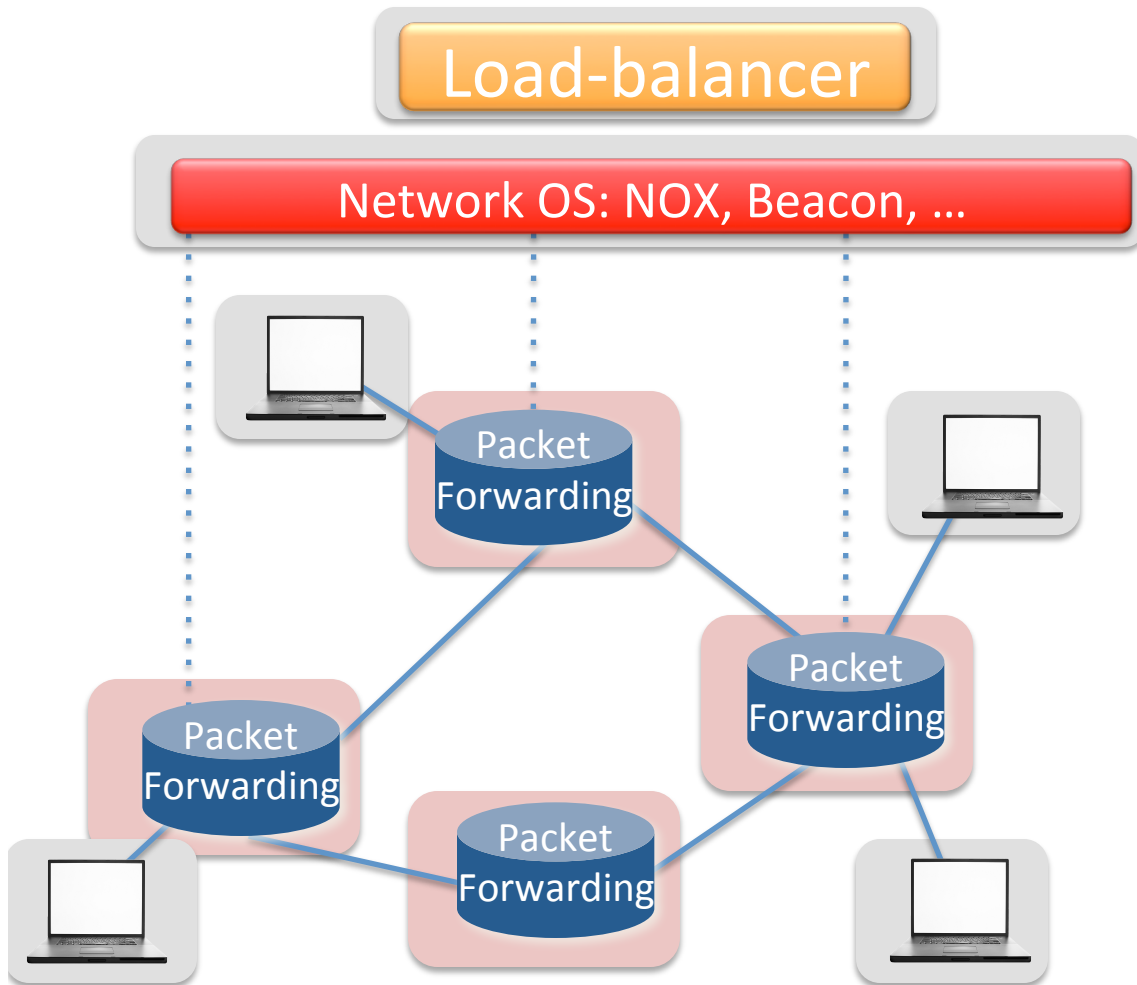 Load-balancer
Network OS: NOX, Beacon, …
Packet
Forwarding
Packet
Forwarding
Packet
Forwarding
Packet
Forwarding